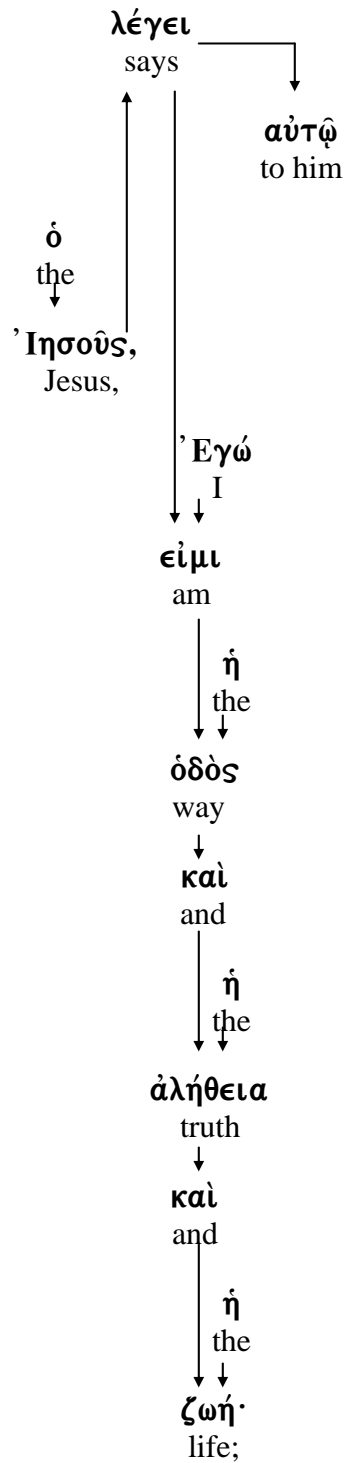 λέγει
says
αὐτῷ
to him
ὁ
the
Ἰησοῦς,
Jesus,
Ἐγώ
I
εἰμι
am
ἡ
the
ὁδὸς
way
καὶ
and
ἡ
the
ἀλήθεια
truth
καὶ
and
ἡ
the
ζωή·
life;